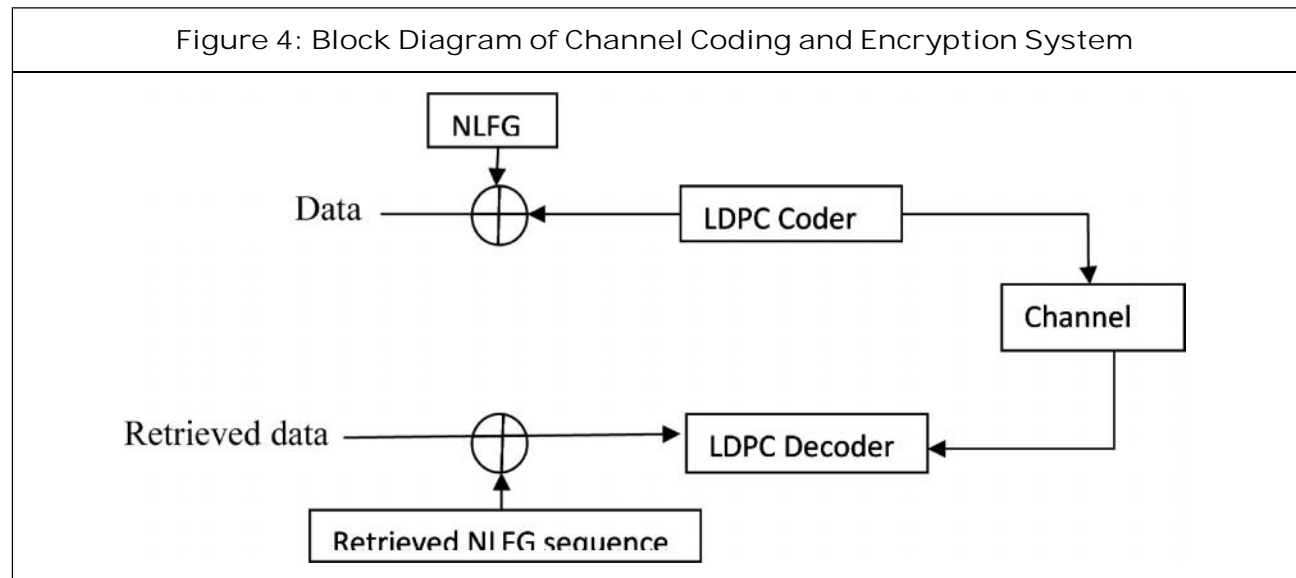 Figure 4: Block Diagram of Channel Coding and Encryption System
NLFG
Data
LDPC Coder
Channel
Retrieved data
LDPC Decoder
Retrieved NLFG sequence